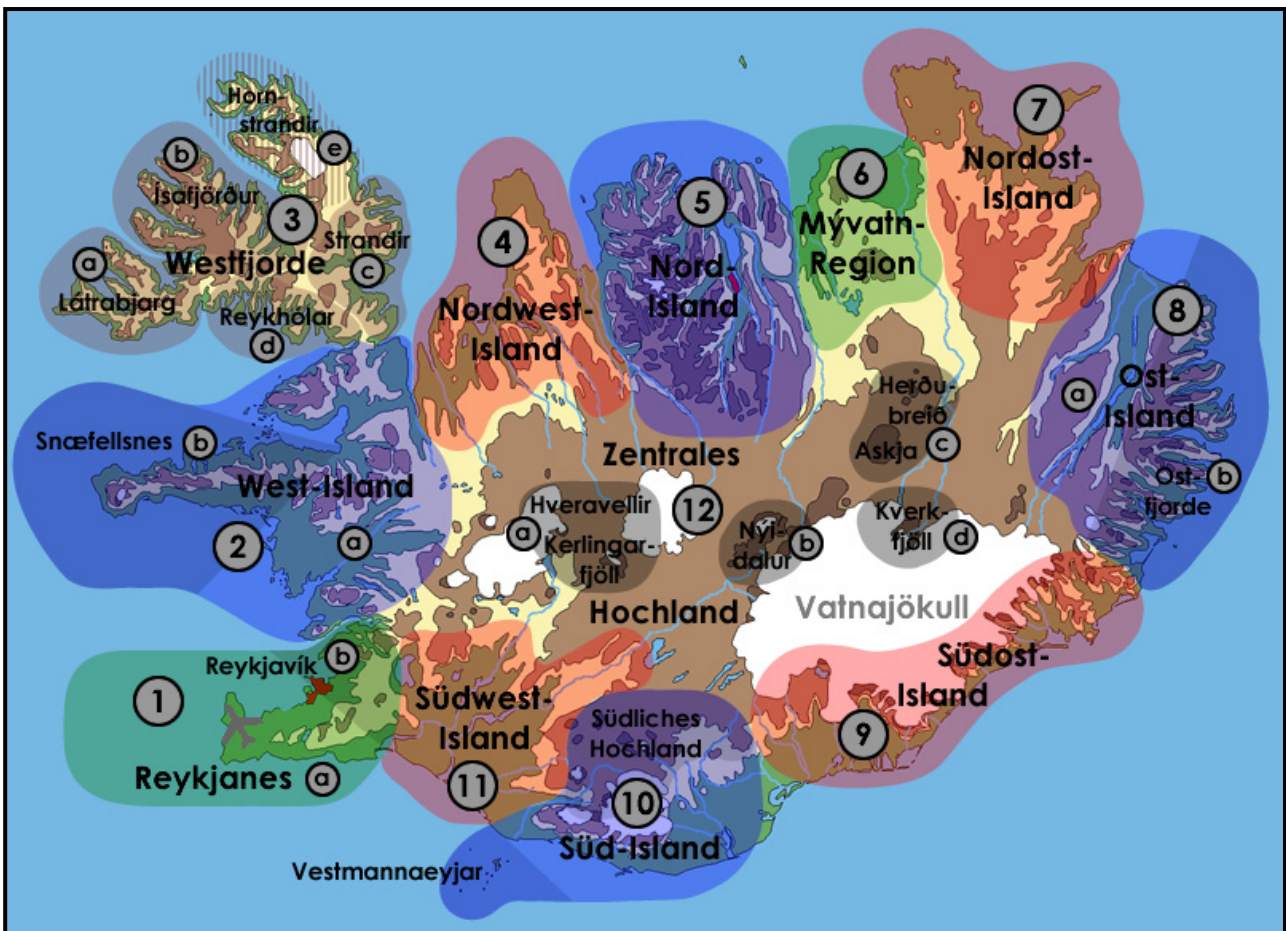 Horn-
strandir
e
b
Ísafjörður
3
Strandir
a
Westfjorde
c
Látrabjarg
Reykhólar
d
4
Nordwest-
Island
5
Nord-
Island
6
Mývatn-
Region
7
Nordost-
Island
8
a
Ost-
Island
Ost-
fjorde
b
Snæfellsnes
b
West-Island
2
a
Zentrales
12
Hochland
Hveravellir
a
Kerlingar-
fjöll
Nýi-
dalur
b
Herðu-
breið
Askja
c
Kverk-
fjöll
d
Vatnajökull
1
Reykjavík
b
Reykjanes
a
Südwest-
Island
11
Südliches
Hochland
10
Süd-Island
Vestmannaeyjar
Südost-
Island
9